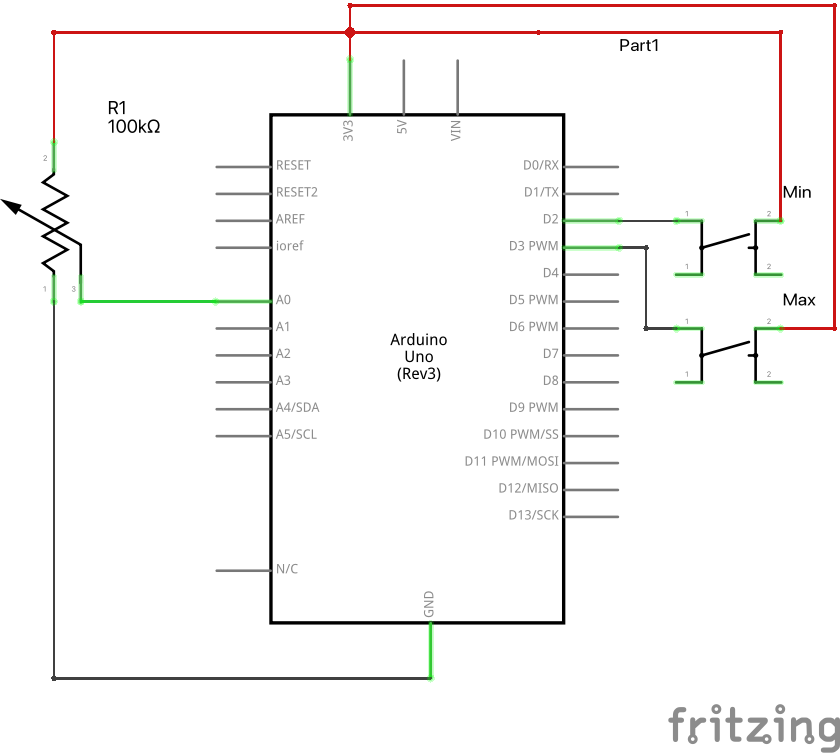 Part1
R1
100kΩ
3V3
5V
VIN
2
RESET
RESET2
AREF
ioref
A0
A1
A2
A3
A4/SDA
A5/SCL
N/C
1
3
Arduino
Uno
(Rev3)
D0/RX
D1/TX
D2
D3 PWM
D4
D5 PWM
D6 PWM
D7
D8
D9 PWM
D10 PWM/SS
D11 PWM/MOSI
D12/MISO
D13/SCK
GND
Min
1
2
1
2
Max
1
2
1
2
fritzing